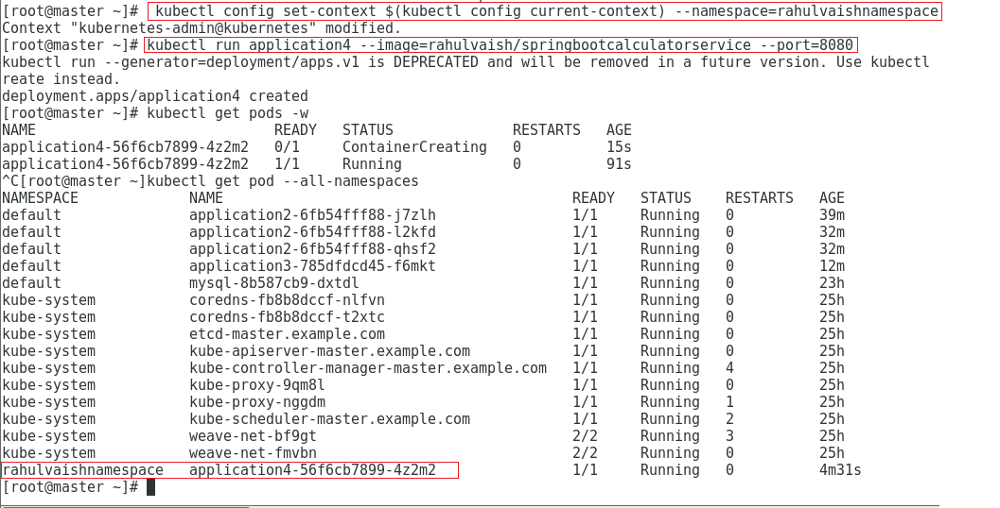 [root@master ~]# kubectl config set-context $(kubectl config current-context) --namespace=rahulvaishnamespace
Context "kubernetes-admin@kubernetes" modified.
[root@master ~]# kubectl run application4 --image=rahulvaish/springbootcalculatorservice --port=8080
kubectl run --generator=deployment/apps.v1 is DEPRECATED and will be removed in a future version. Use kubectl
reate instead.
deployment.apps/application4 created
[root@master ~]# kubectl get pods -w
NAME READY STATUS RESTARTS AGE
application4-56f6cb7899-4z2m2 0/1 ContainerCreating 0 15s
application4-56f6cb7899-4z2m2 1/1 Running 0 91s
^C[root@master ~]kubectl get pod --all-namespaces
NAMESPACE NAME READY STATUS RESTARTS AGE
default application2-6fb54fff88-j7zlh 1/1 Running 0 39m
default application2-6fb54fff88-l2kfd 1/1 Running 0 32m
default application2-6fb54fff88-qhsf2 1/1 Running 0 32m
default application3-785dfdcd45-f6mkt 1/1 Running 0 12m
default mysql-8b587cb9-dxtdl 1/1 Running 0 23h
kube-system coredns-fb8b8dccf-nlfvn 1/1 Running 0 25h
kube-system coredns-fb8b8dccf-t2xtc 1/1 Running 0 25h
kube-system etcd-master.example.com 1/1 Running 0 25h
kube-system kube-apiserver-master.example.com 1/1 Running 0 25h
kube-system kube-controller-manager-master.example.com 1/1 Running 4 25h
kube-system kube-proxy-9qm8l 1/1 Running 0 25h
kube-system kube-proxy-nggdm 1/1 Running 1 25h
kube-system kube-scheduler-master.example.com 1/1 Running 2 25h
kube-system weave-net-bf9gt 2/2 Running 3 25h
kube-system weave-net-fmvbn 2/2 Running 0 25h
rahulvaishnamespace application4-56f6cb7899-4z2m2 1/1 Running 0 4m31s
[root@master ~]#